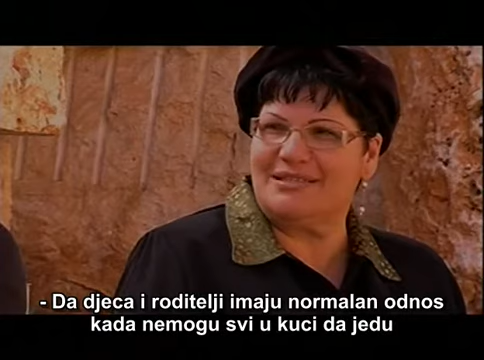 - Da djeca i roditelji imaju normalan odnos
kada nemogu svi u kuci da jedu